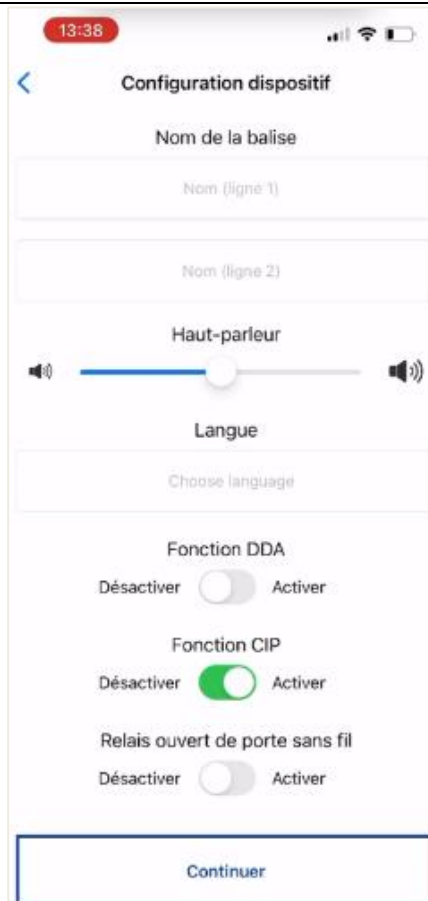 13:38
Configuration dispositif
Nom de la balise
Nom (ligne 1)
Nom (ligne 2)
Haut-parleur
Langue
Choose language
Fonction DDA
Désactiver Activer
Fonction CIP
Désactiver Activer
Relais ouvert de porte sans fil
Désactiver Activer
Continuer